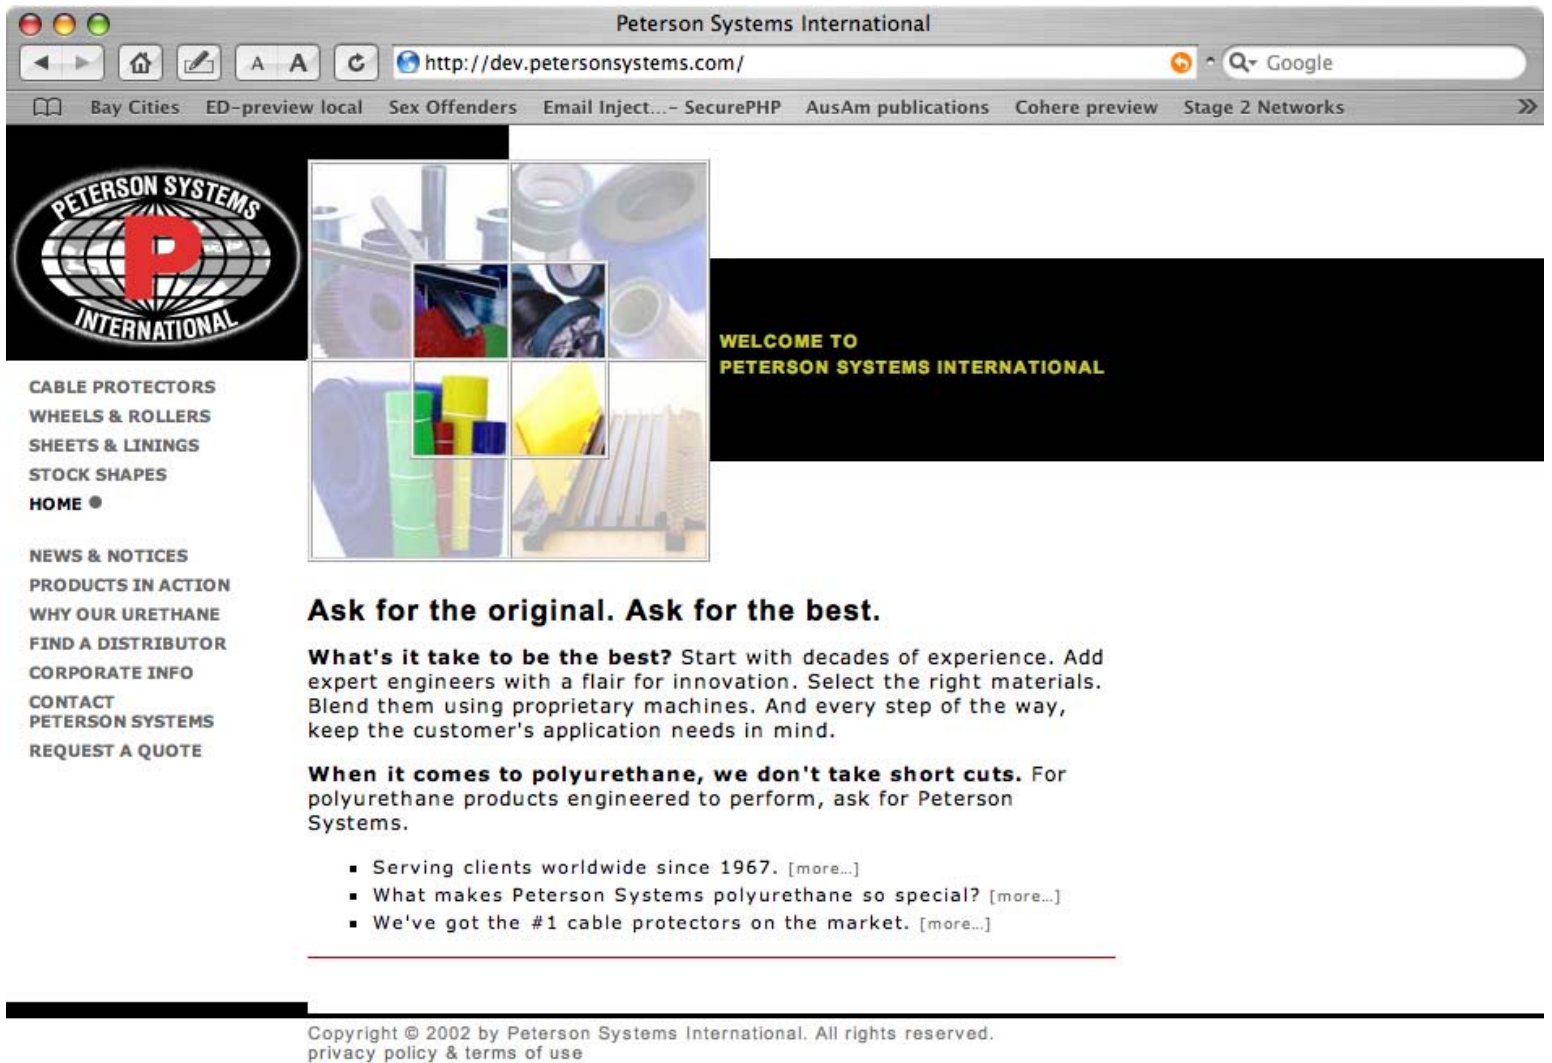 Peterson Systems International
A A http://dev.petersonsystems.com/ Google
Bay Cities ED-preview local Sex Offenders Email Inject...- SecurePHP AusAm publications Cohere preview Stage 2 Networks »
PETERSON SYSTEMS
P
INTERNATIONAL
WELCOME TO
PETERSON SYSTEMS INTERNATIONAL
CABLE PROTECTORS
WHEELS & ROLLERS
SHEETS & LININGS
STOCK SHAPES
HOME
NEWS & NOTICES
PRODUCTS IN ACTION
WHY OUR URETHANE
FIND A DISTRIBUTOR
CORPORATE INFO
CONTACT
PETERSON SYSTEMS
REQUEST A QUOTE
Ask for the original. Ask for the best.
What's it take to be the best? Start with decades of experience. Add
expert engineers with a flair for innovation. Select the right materials.
Blend them using proprietary machines. And every step of the way,
keep the customer's application needs in mind.
When it comes to polyurethane, we don't take short cuts. For
polyurethane products engineered to perform, ask for Peterson
Systems.
▪ Serving clients worldwide since 1967. [more...]
▪ What makes Peterson Systems polyurethane so special? [more...]
▪ We've got the #1 cable protectors on the market. [more...]
Copyright © 2002 by Peterson Systems International. All rights reserved.
privacy policy & terms of use